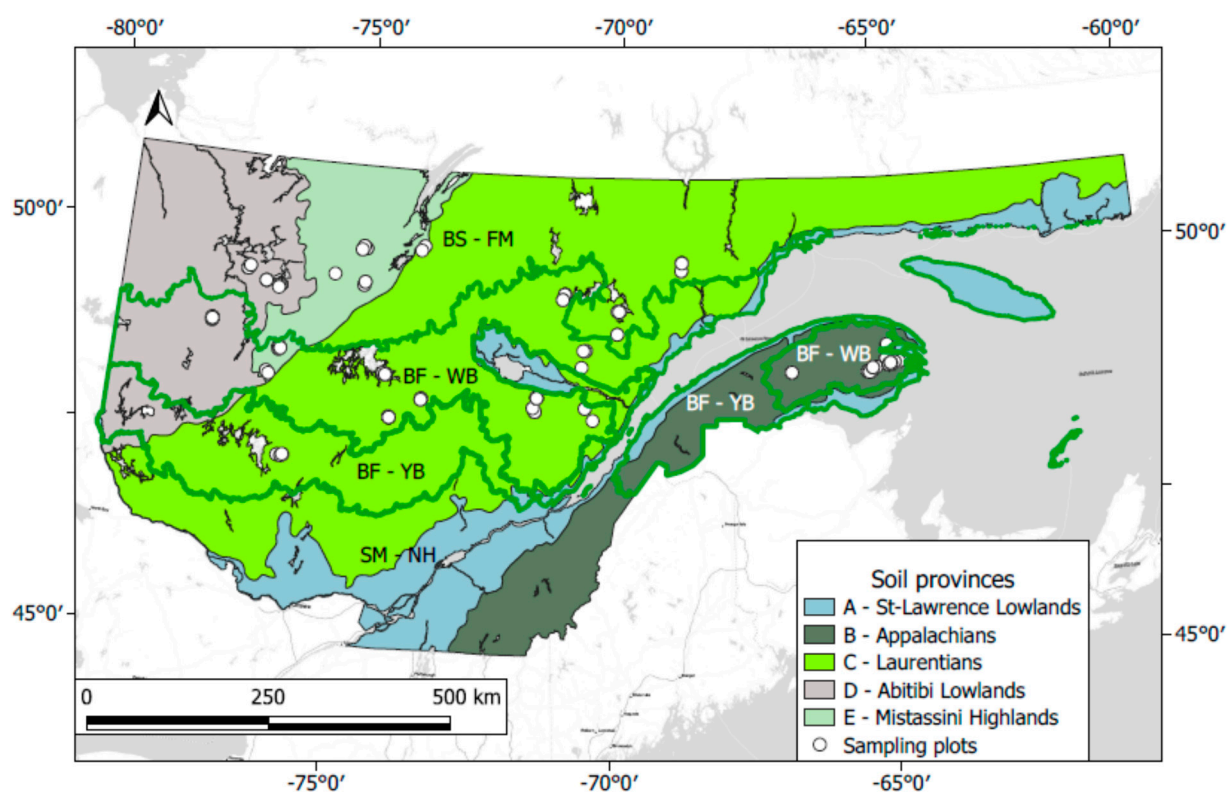 -80°0′ -75°0′ -70°0′ -65°0′ -60°0′
50°0′
50°0′
BS - FM
BF - WB
BF - WB
BF - YB
BF - YB
SM - NH
45°0′
45°0′
Soil provinces
A - St-Lawrence Lowlands
B - Appalachians
C - Laurentians
D - Abitibi Lowlands
E - Mistassini Highlands
Sampling plots
0 250 500 km
-75°0′ -70°0′ -65°0′